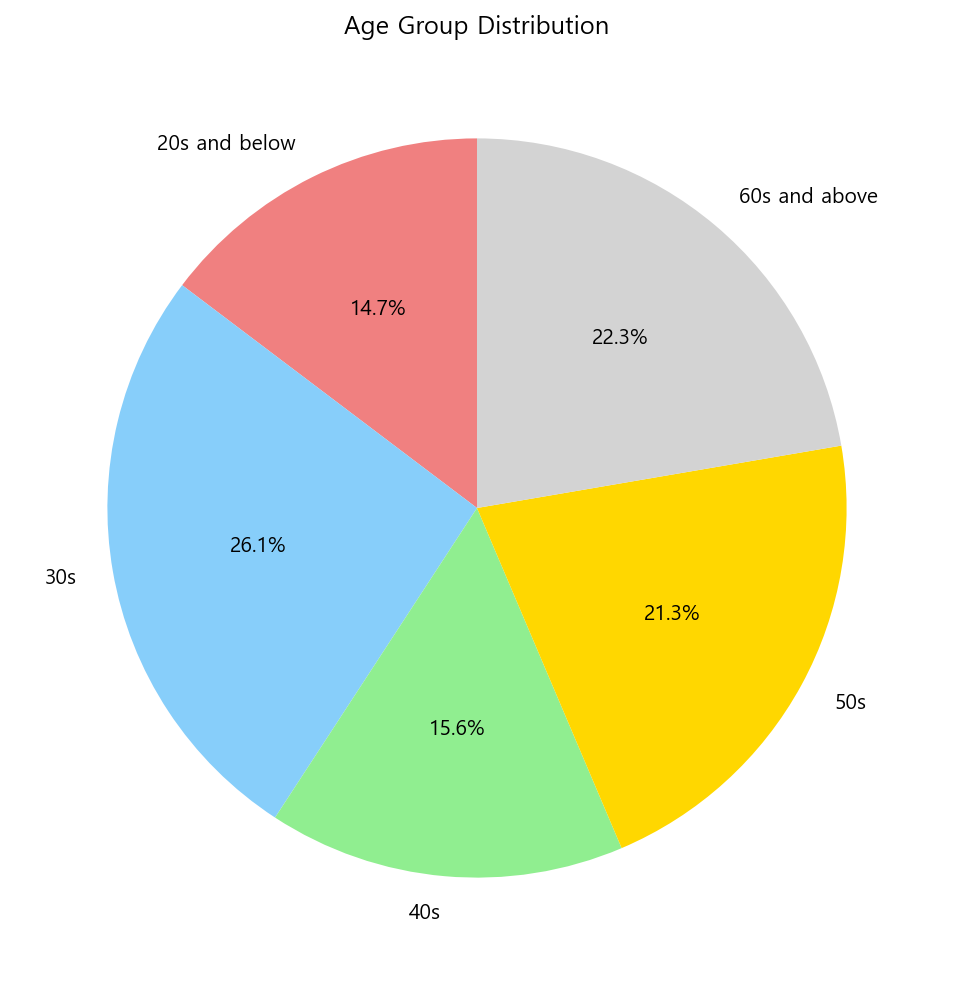 Age Group Distribution
20s and below
60s and above
14.7%
22.3%
26.1%
30s
21.3%
50s
15.6%
40s